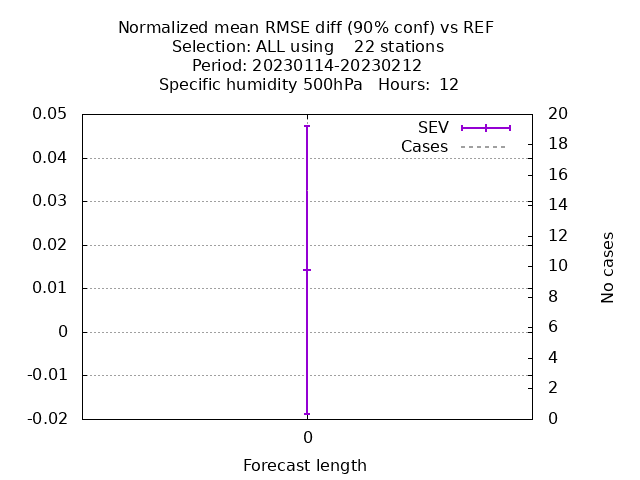 Normalized mean RMSE diff (90% conf) vs REF
Selection: ALL using    22 stations
Period: 20230114-20230212
Specific humidity 500hPa   Hours:  12
SEV
Cases
0.05
0.04
0.03
0.02
0.01
0
-0.01
-0.02
20
18
16
14
12
10
8
6
4
2
0
No cases
0
Forecast length